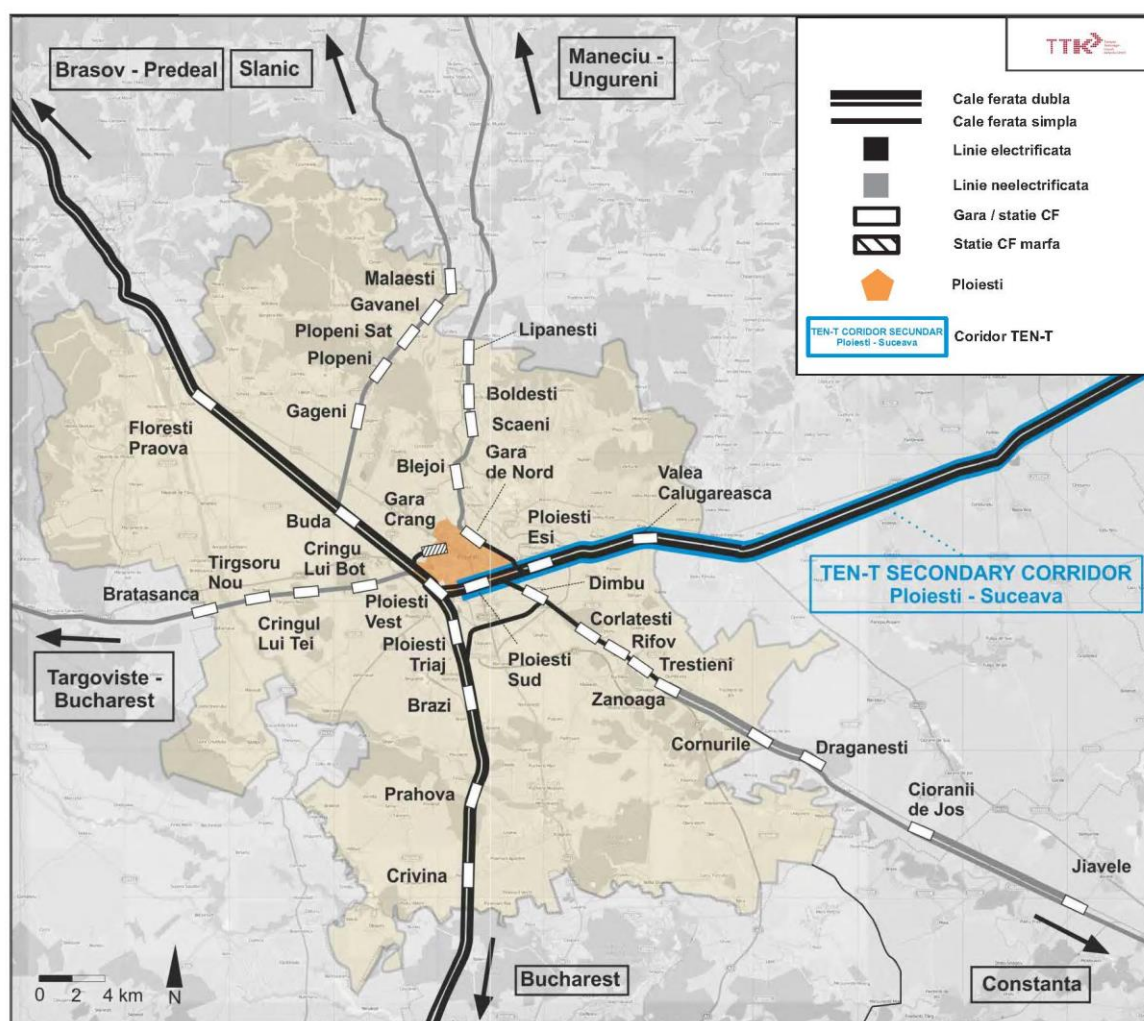 Brasov - Predeal
Slanic
Maneciu -
Ungureni
TTK
Cale ferata dubla
Cale ferata simpla
Linie electrificata
Linie neelectrificata
Gara / statie CF
Statie CF marfa
Ploiesti
TEN-T CORIDOR SECUNDAR
Ploiesti - Suceava
Coridor TEN-T
Malaesti
Gavanel
Plopeni Sat
Plopeni
Gageni
Lipanesti
Boldesti
Scaeni
Blejoi
Gara
de Nord
Floresti
Praova
Buda
Gara
Crang
Ploiesti
Esi
Valea
Calugareasca
TEN-T SECONDARY CORRIDOR
Ploiesti - Suceava
Bratasanca
Tirgsoru
Nou
Cringu
Lui Bot
Cringul
Lui Tei
Ploiesti
Vest
Ploiesti
Triaj
Ploiesti
Sud
Dimbu
Corlatesti
Rifov
Trestieni
Zanoaga
Targoviste -
Bucharest
Brazi
Cornurile
Draganesti
Prahova
Cioranii
de Jos
Crivina
Jiavele
Bucharest
Constanta
0 2 4 km
N